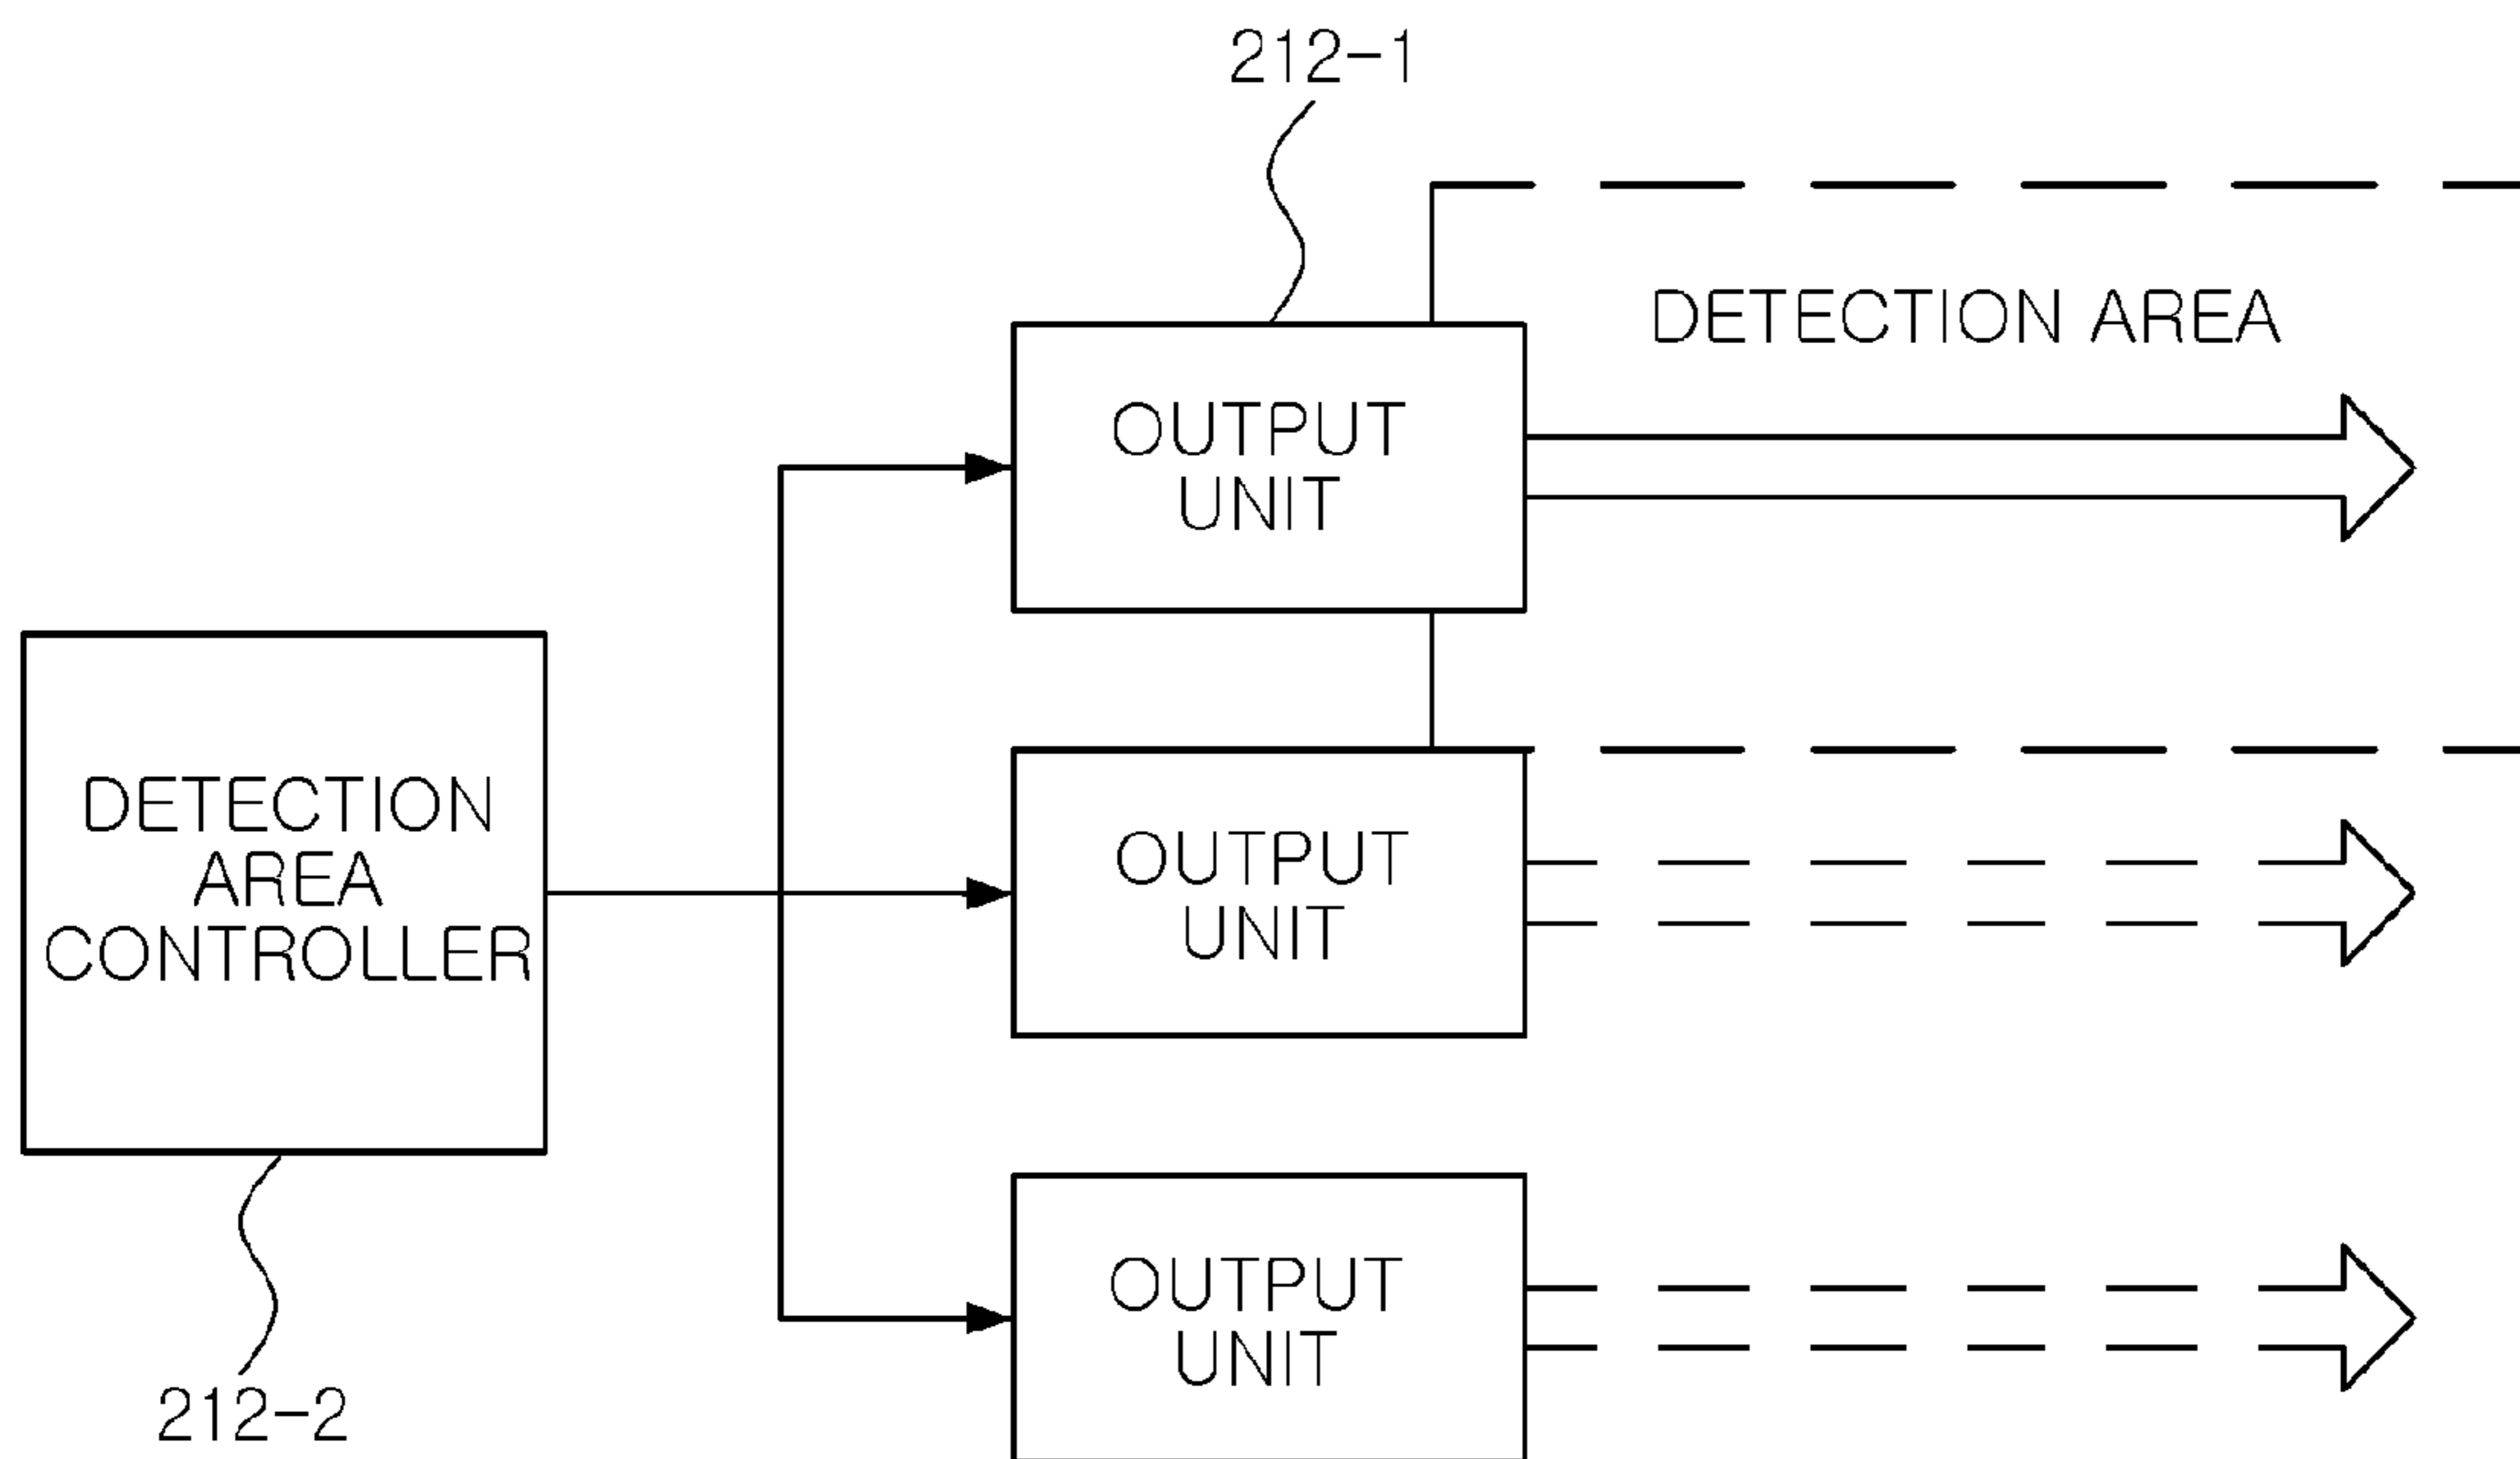 212-1
DETECTION AREA
OUTPUT
UNIT
DETECTION
AREA
CONTROLLER
OUTPUT
UNIT
OUTPUT
UNIT
212-2